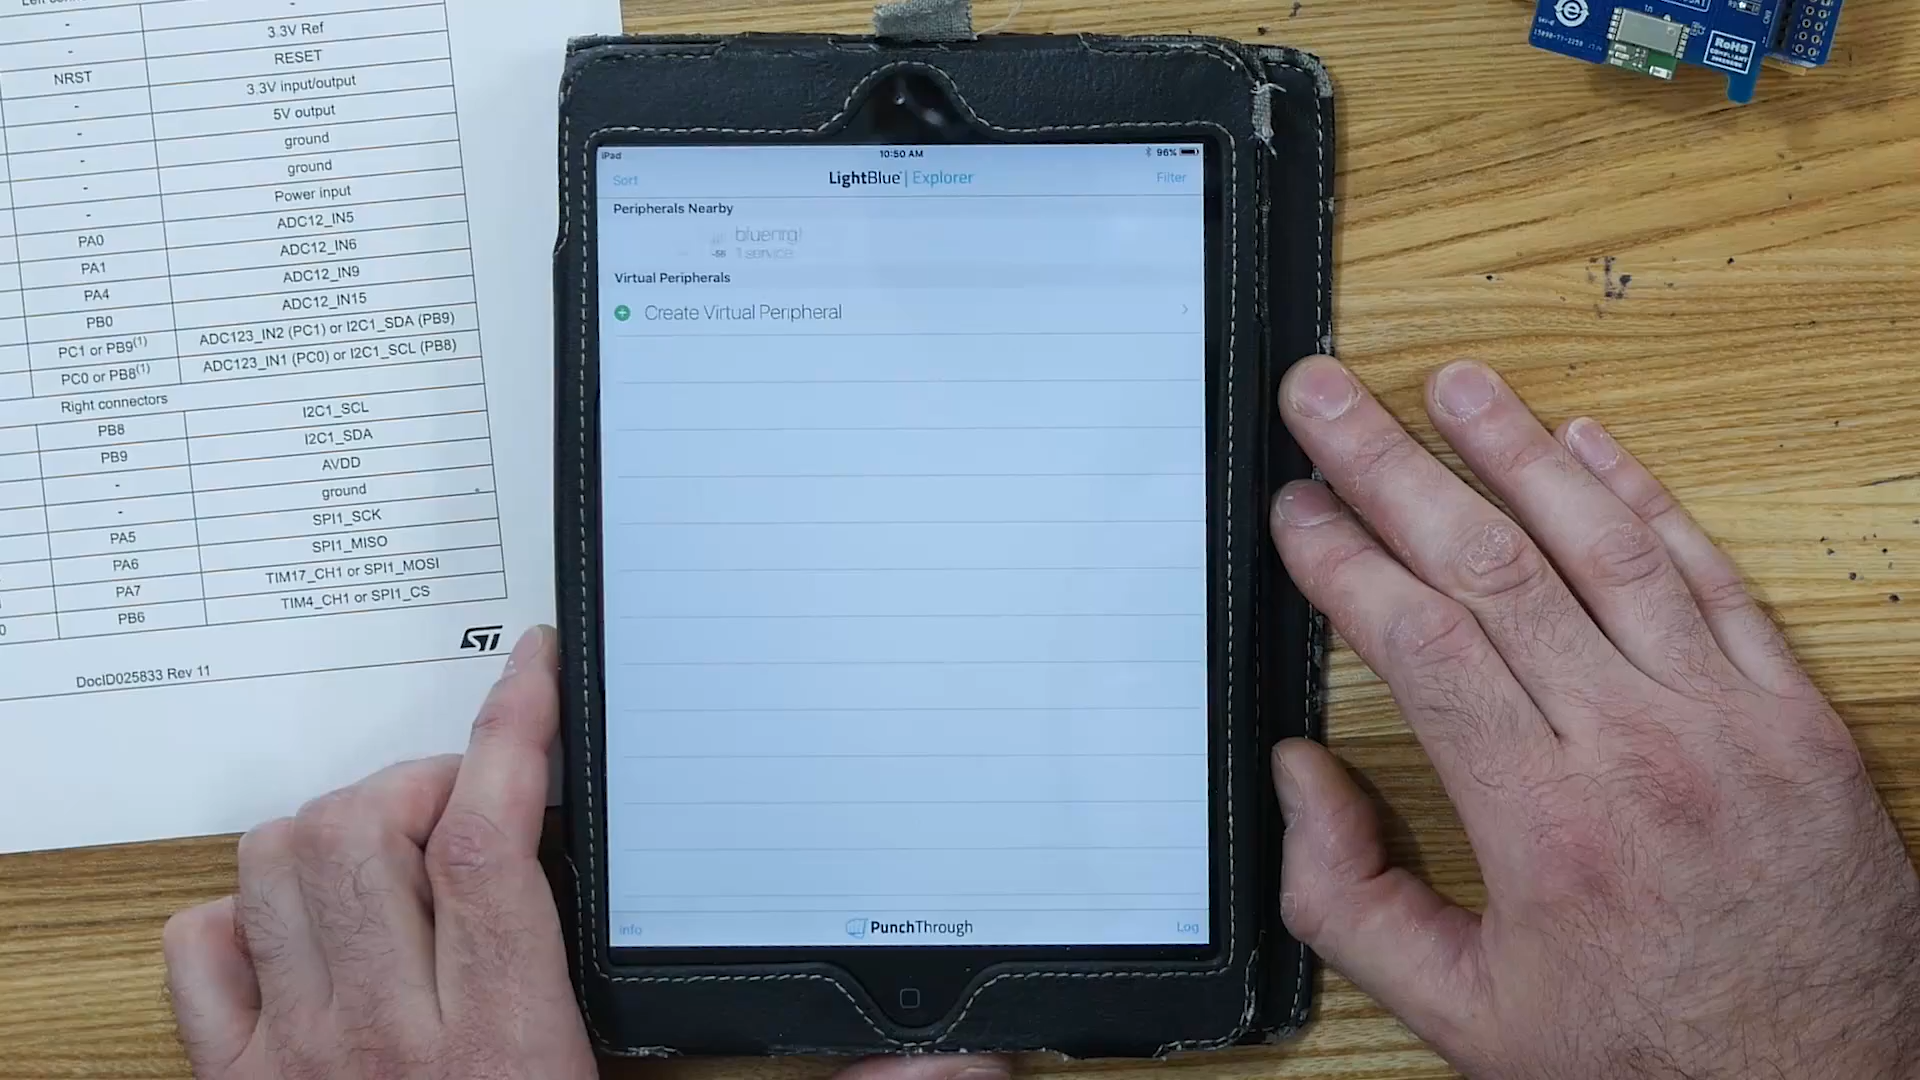 -
3.3V Ref
NRST
RESET
-
3.3V input/output
-
5V output
-
ground
-
ground
-
Power input
PA0
ADC12_IN5
PA1
ADC12_IN6
PA4
ADC12_IN9
PB0
ADC12_IN15
PC1 or PB9(1)
ADC123_IN2 (PC1) or I2C1_SDA (PB9)
PC0 or PB8(1)
ADC123_IN1 (PC0) or I2C1_SCL (PB8)
Right connectors
PB8
I2C1_SCL
PB9
I2C1_SDA
-
AVDD
-
ground
PA5
SPI1_SCK
PA6
SPI1_MISO
PA7
TIM17_CH1 or SPI1_MOSI
PB6
TIM4_CH1 or SPI1_CS
ST
DocID025833 Rev 11
iPad
10:50 AM
96%
Sort
LightBlue | Explorer
Filter
Peripherals Nearby
-56
1 service
Virtual Peripherals
Create Virtual Peripheral
Info
PunchThrough
Log
RoHS
COMPLIANT